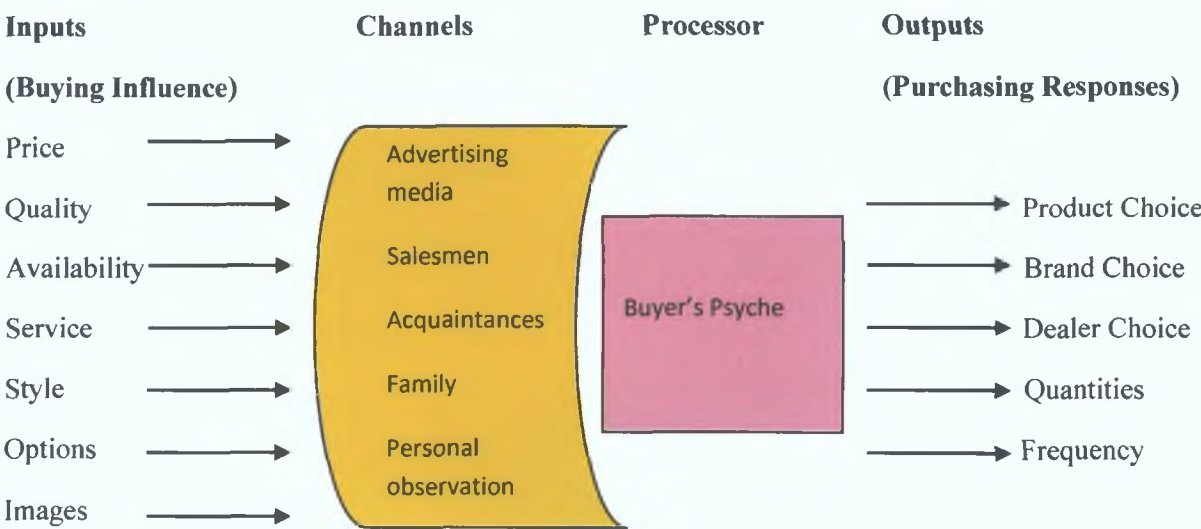 Inputs
Channels
Processor
Outputs
(Buying Influence)
(Purchasing Responses)
Price
Quality
Availability
Service
Style
Options
Images
Advertising
media
Salesmen
Acquaintances
Family
Personal
observation
Buyer's Psyche
Product Choice
Brand Choice
Dealer Choice
Quantities
Frequency